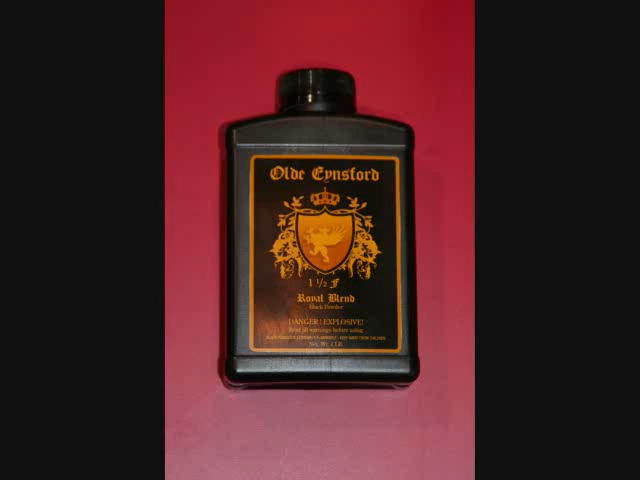 Olde Eynsford
1 ½ F
Royal Blend
Black Powder
DANGER! EXPLOSIVE!
Read all warnings before using
Net. Wt. 1 LB.